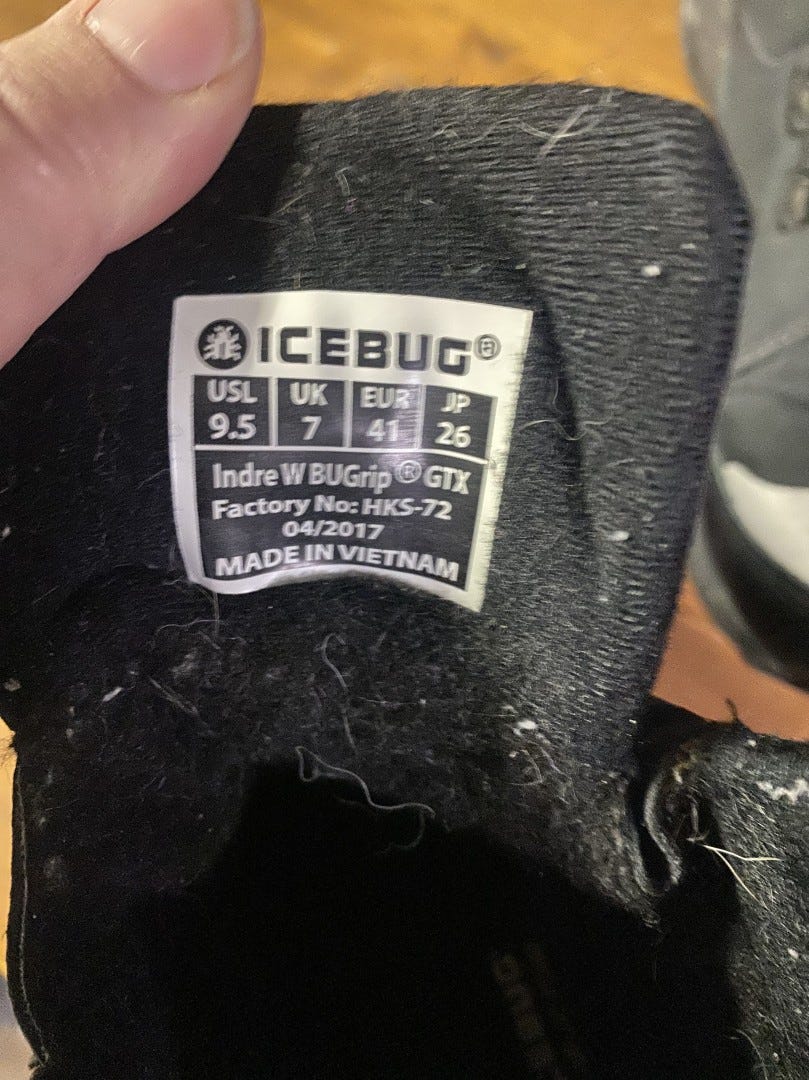 ICEBUG®
USL UK EUR JP
9.5 7 41 26
Indre W BUGrip® GTX
Factory No: HKS-72
04/2017
MADE IN VIETNAM